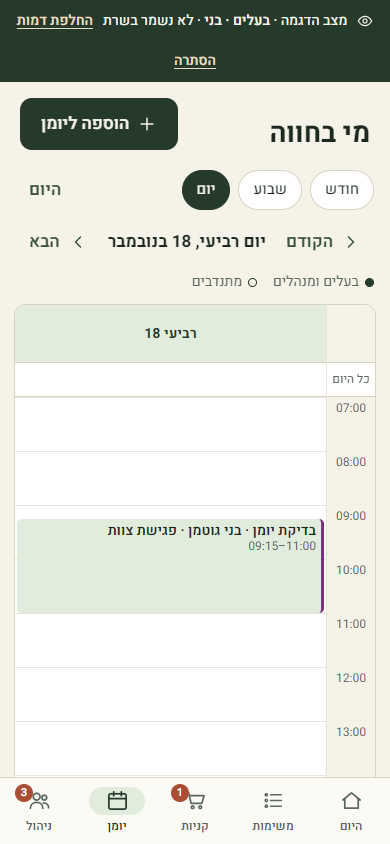 מצב הדגמה · בעלים · בני · לא נשמר בשרת החלפת דמות
הסתרה
מי בחווה
הוספה ליומן
חודש
שבוע
יום
היום
הקודם
יום רביעי, 18 בנובמבר
הבא
בעלים ומנהלים
מתנדבים
רביעי 18
כל היום
07:00
08:00
09:00
בדיקת יומן · בני גוטמן · פגישת צוות
09:15–11:00
10:00
11:00
12:00
13:00
היום
משימות
1
קניות
יומן
3
ניהול